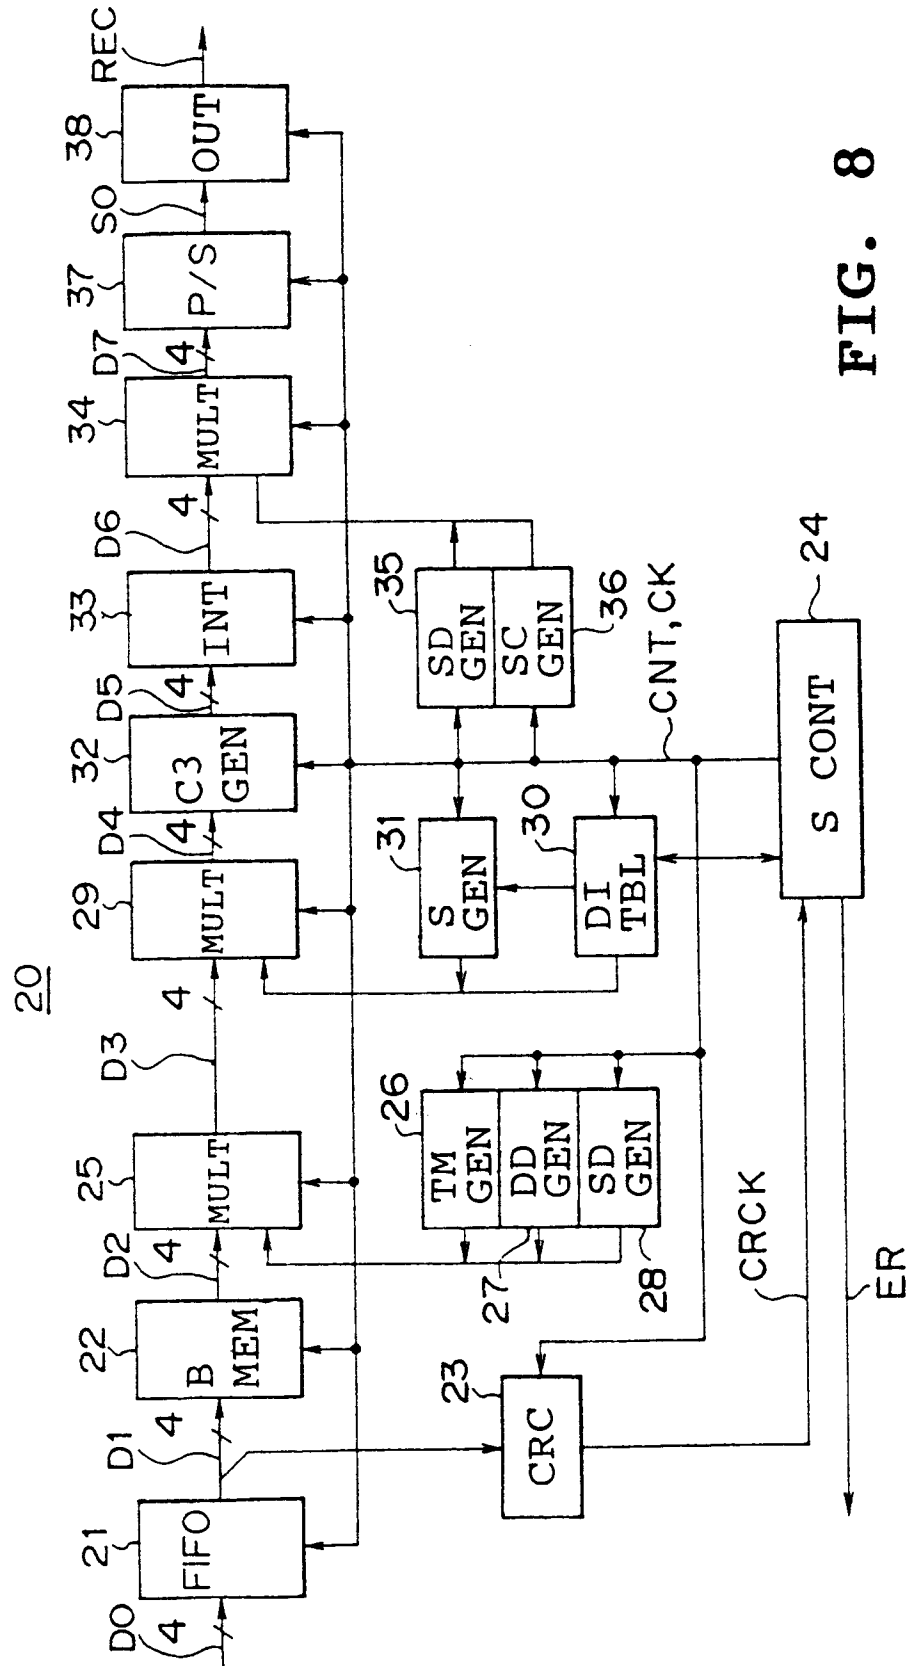 20
D0
4
21
FIFO
D1
4
22
B
MEM
D2
4
25
MULT
D3
4
29
MULT
D4
4
32
C3
GEN
D5
4
33
INT
D6
4
34
MULT
D7
4
37
P/S
SO
38
OUT
REC
23
CRC
26
TM
GEN
27
DD
GEN
28
SD
GEN
31
S
GEN
30
DI
TBL
35
SD
GEN
36
SC
GEN
CNT,CK
24
S CONT
CRCK
ER
FIG. 8